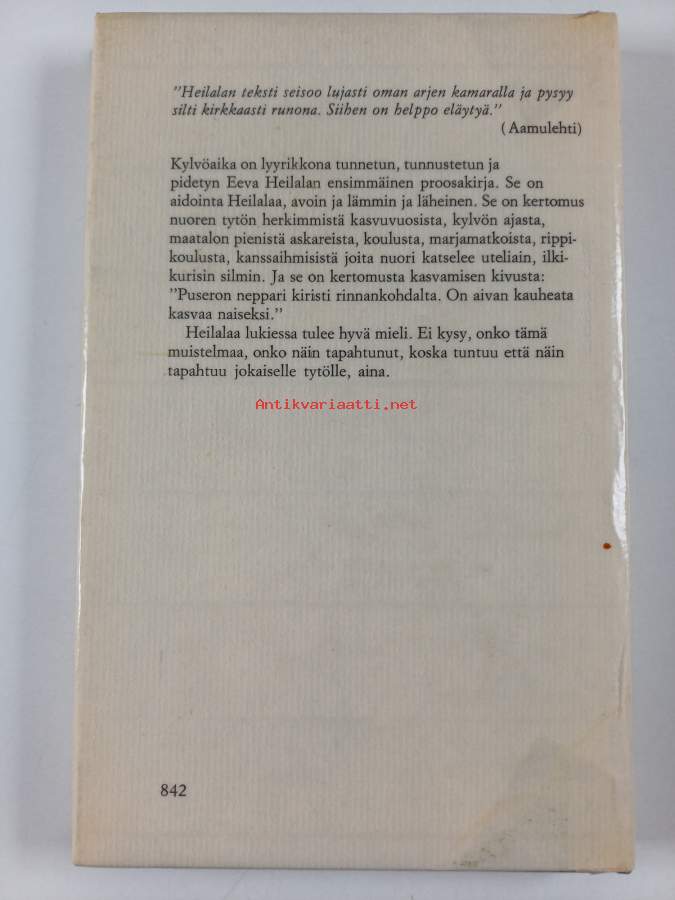 "Heilalan teksti seisoo lujasti oman arjen kamaralla ja pysyy
silti kirkkaasti runona. Siihen on helppo eläytyä."
(Aamulehti)
Kylvöaika on lyyrikkona tunnetun, tunnustetun ja
pidetyn Eeva Heilalan ensimmäinen proosakirja. Se on
aidointa Heilalaa, avoin ja lämmin ja läheinen. Se on kertomus
nuoren tytön herkimmistä kasvuvuosista, kylvön ajasta,
maatalon pienistä askareista, koulusta, marjamatkoista, rippi-
koulusta, kanssaihmisistä joita nuori katselee uteliain, ilki-
kurisin silmin. Ja se on kertomusta kasvamisen kivusta:
"Puseron neppari kiristi rinnankohdalta. On aivan kauheata
kasvaa naiseksi."
Heilalaa lukiessa tulee hyvä mieli. Ei kysy, onko tämä
muistelmaa, onko näin tapahtunut, koska tuntuu että näin
tapahtuu jokaiselle tytölle, aina.
Antikvariaatti.net
842